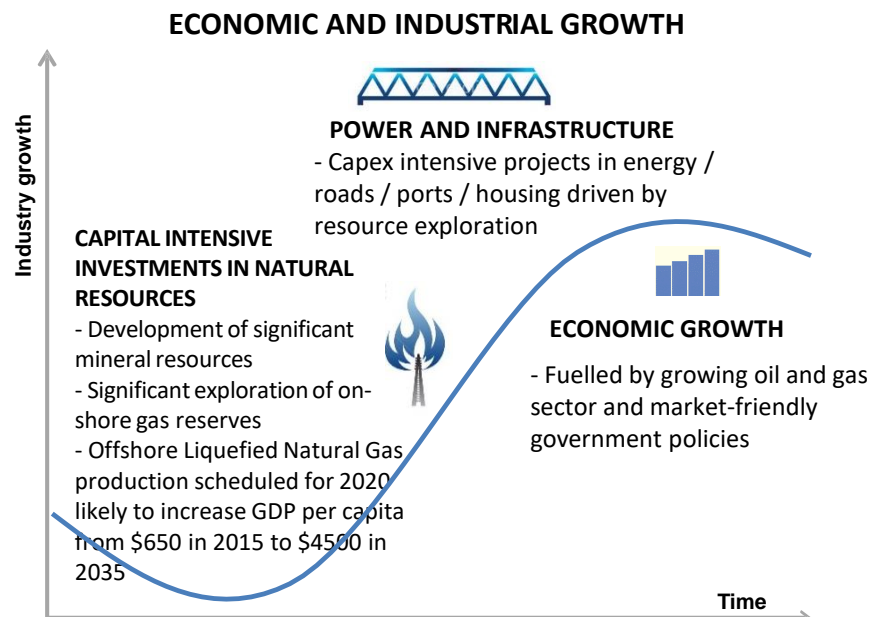 ECONOMIC AND INDUSTRIAL GROWTH
Industry growth
POWER AND INFRASTRUCTURE
- Capex intensive projects in energy /
roads / ports / housing driven by
resource exploration
CAPITAL INTENSIVE
INVESTMENTS IN NATURAL
RESOURCES
- Development of significant
mineral resources
- Significant exploration of on-
shore gas reserves
- Offshore Liquefied Natural Gas
production scheduled for 2020
likely to increase GDP per capita
from $650 in 2015 to $4500 in
2035
ECONOMIC GROWTH
- Fuelled by growing oil and gas
sector and market-friendly
government policies
Time